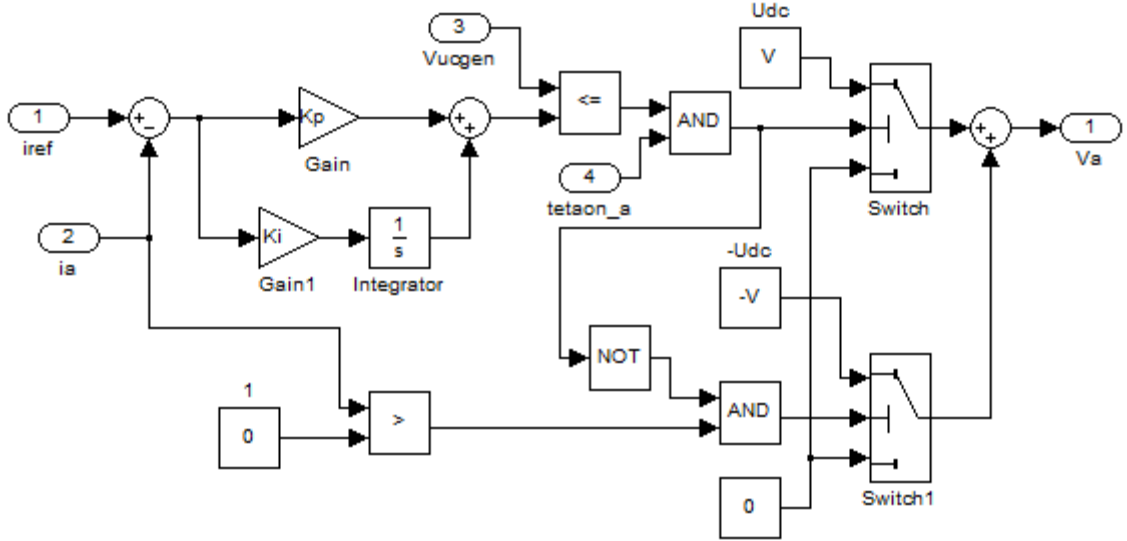 Udc
3
Vucgen
V
<=
1
iref
Kp
Gain
AND
1
Va
4
tetaon_a
Switch
2
ia
Ki
Gain1
1
s
Integrator
-Udc
-V
NOT
1
0
>
AND
0
Switch1